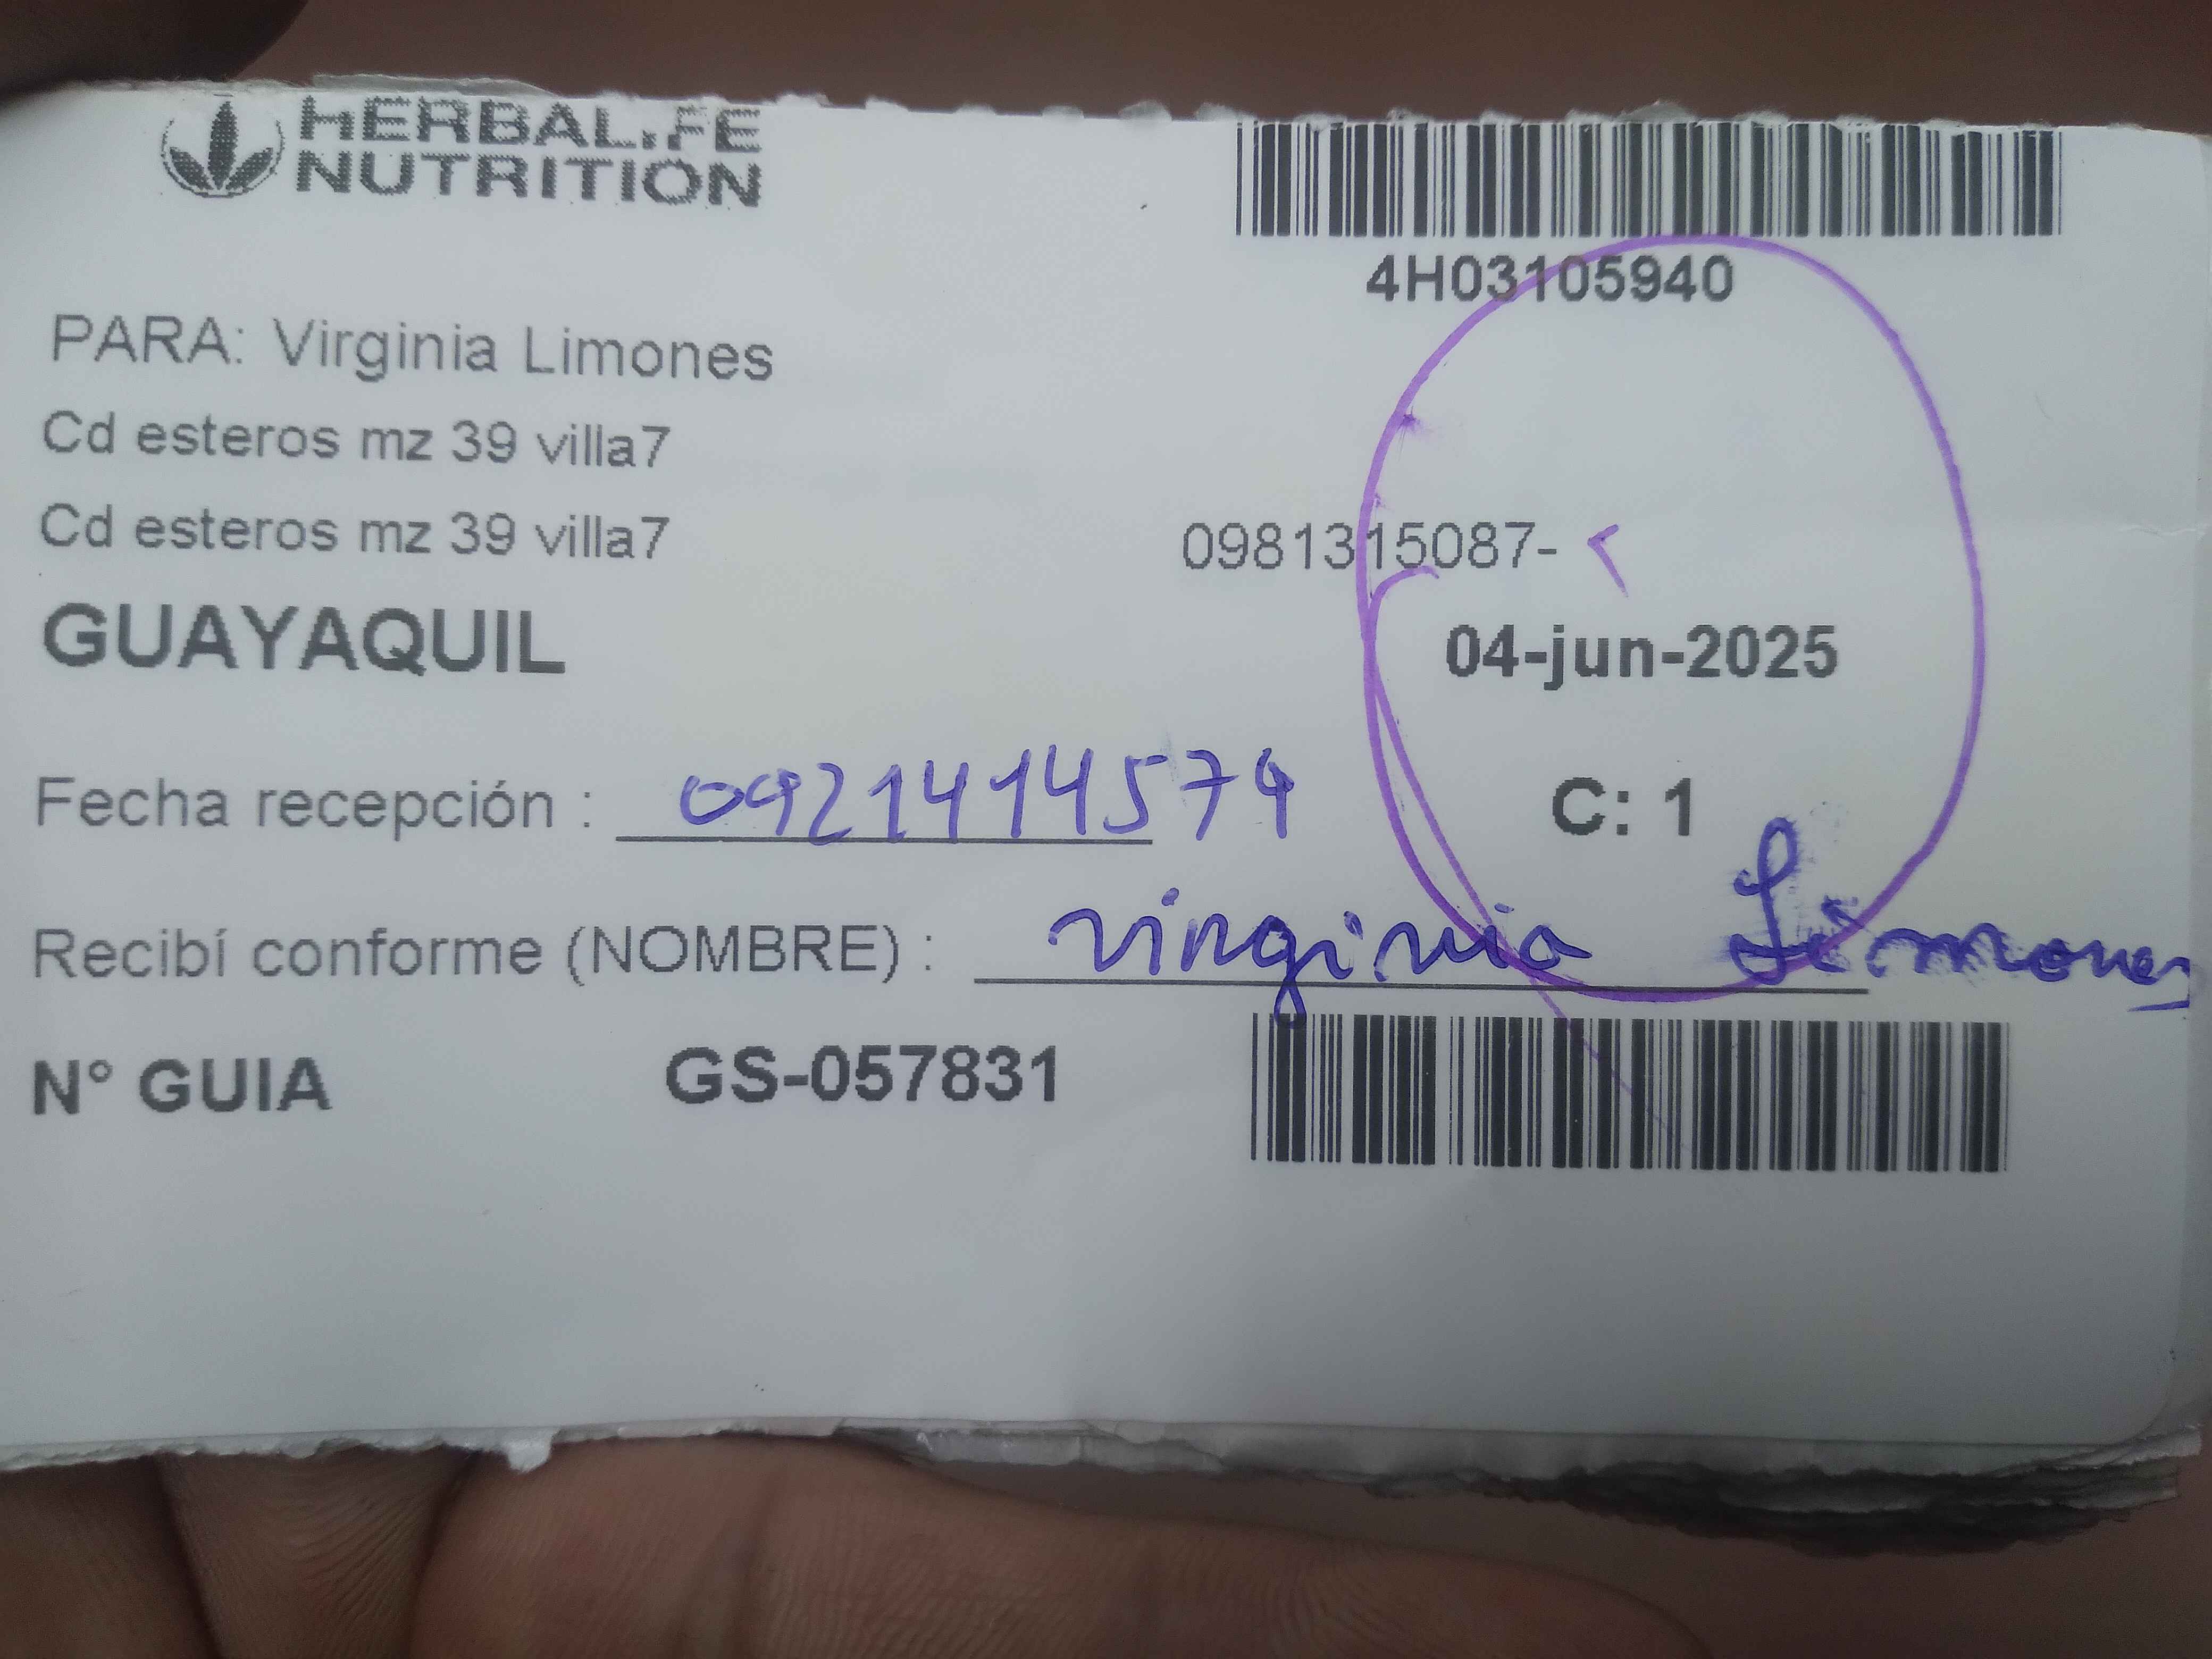 HERBALIFE
NUTRITION
4H03105940
PARA: Virginia Limones
Cd esteros mz 39 villa7
Cd esteros mz 39 villa7
0981315087-
GUAYAQUIL
04-jun-2025
C: 1
Fecha recepción : 0921414574
Recibí conforme (NOMBRE) : virginia Limones
N° GUIA GS-057831